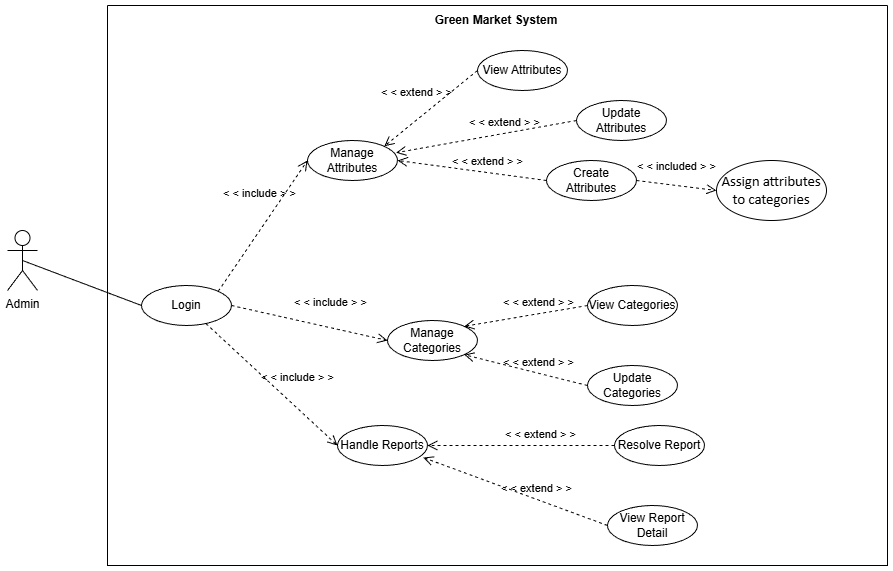 Green Market System
View Attributes
< < extend > >
Update
Attributes
< < extend > >
Manage
Attributes
< < extend > >
Create
Attributes
< < included > >
Assign attributes
to categories
< < include > >
Admin
Login
< < include > >
< < extend > >
View Categories
Manage
Categories
< < extend > >
Update
Categories
< < include > >
Handle Reports
< < extend > >
Resolve Report
< < extend > >
View Report
Detail